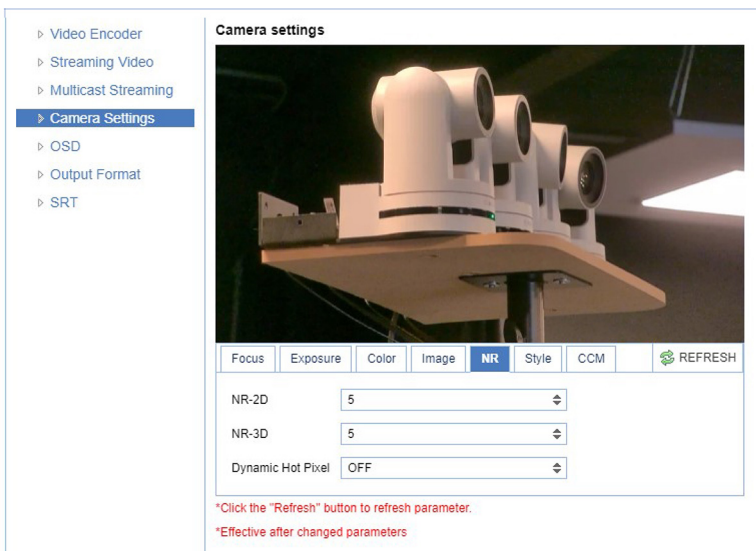 Video Encoder
Streaming Video
Multicast Streaming
Camera Settings
OSD
Output Format
SRT
Camera settings
Focus Exposure Color Image NR Style CCM REFRESH
NR-2D 5
NR-3D 5
Dynamic Hot Pixel OFF
*Click the "Refresh" button to refresh parameter.
*Effective after changed parameters